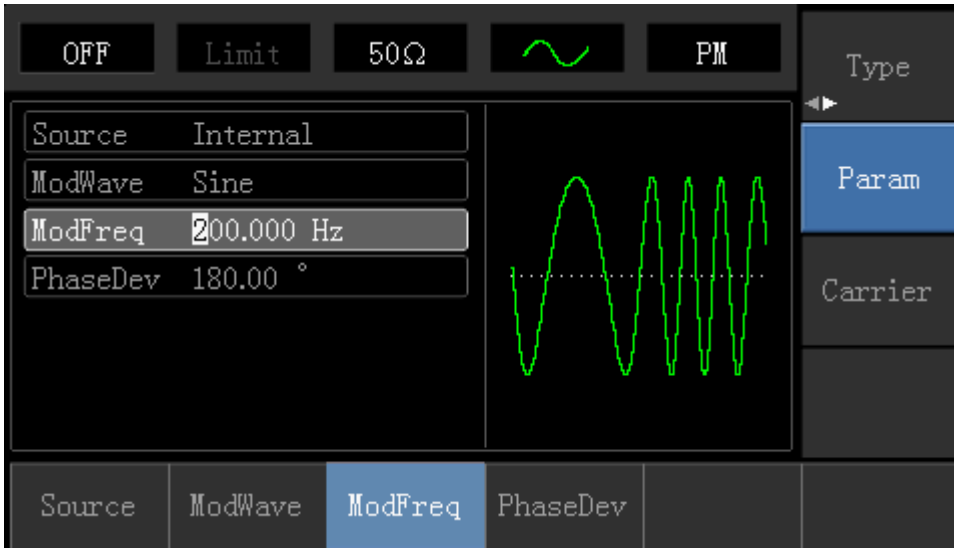 OFF Limit 50Ω PM
Type
Source Internal
ModWave Sine
Param
ModFreq 200.000 Hz
PhaseDev 180.00 °
Carrier
Source ModWave ModFreq PhaseDev